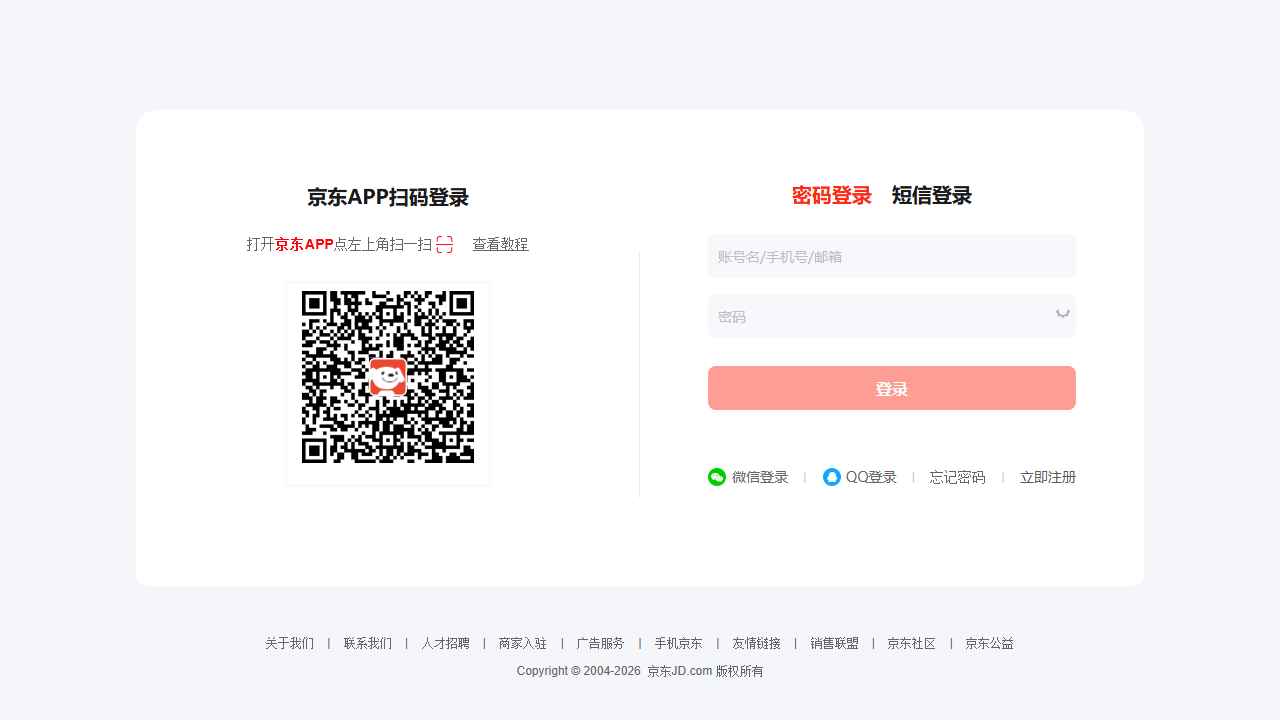 京东APP扫码登录
打开京东APP点左上角扫一扫 查看教程
密码登录 短信登录
账号名/手机号/邮箱
密码
登录
微信登录 | QQ登录 | 忘记密码 | 立即注册
关于我们 | 联系我们 | 人才招聘 | 商家入驻 | 广告服务 | 手机京东 | 友情链接 | 销售联盟 | 京东社区 | 京东公益
Copyright © 2004-2026 京东JD.com 版权所有